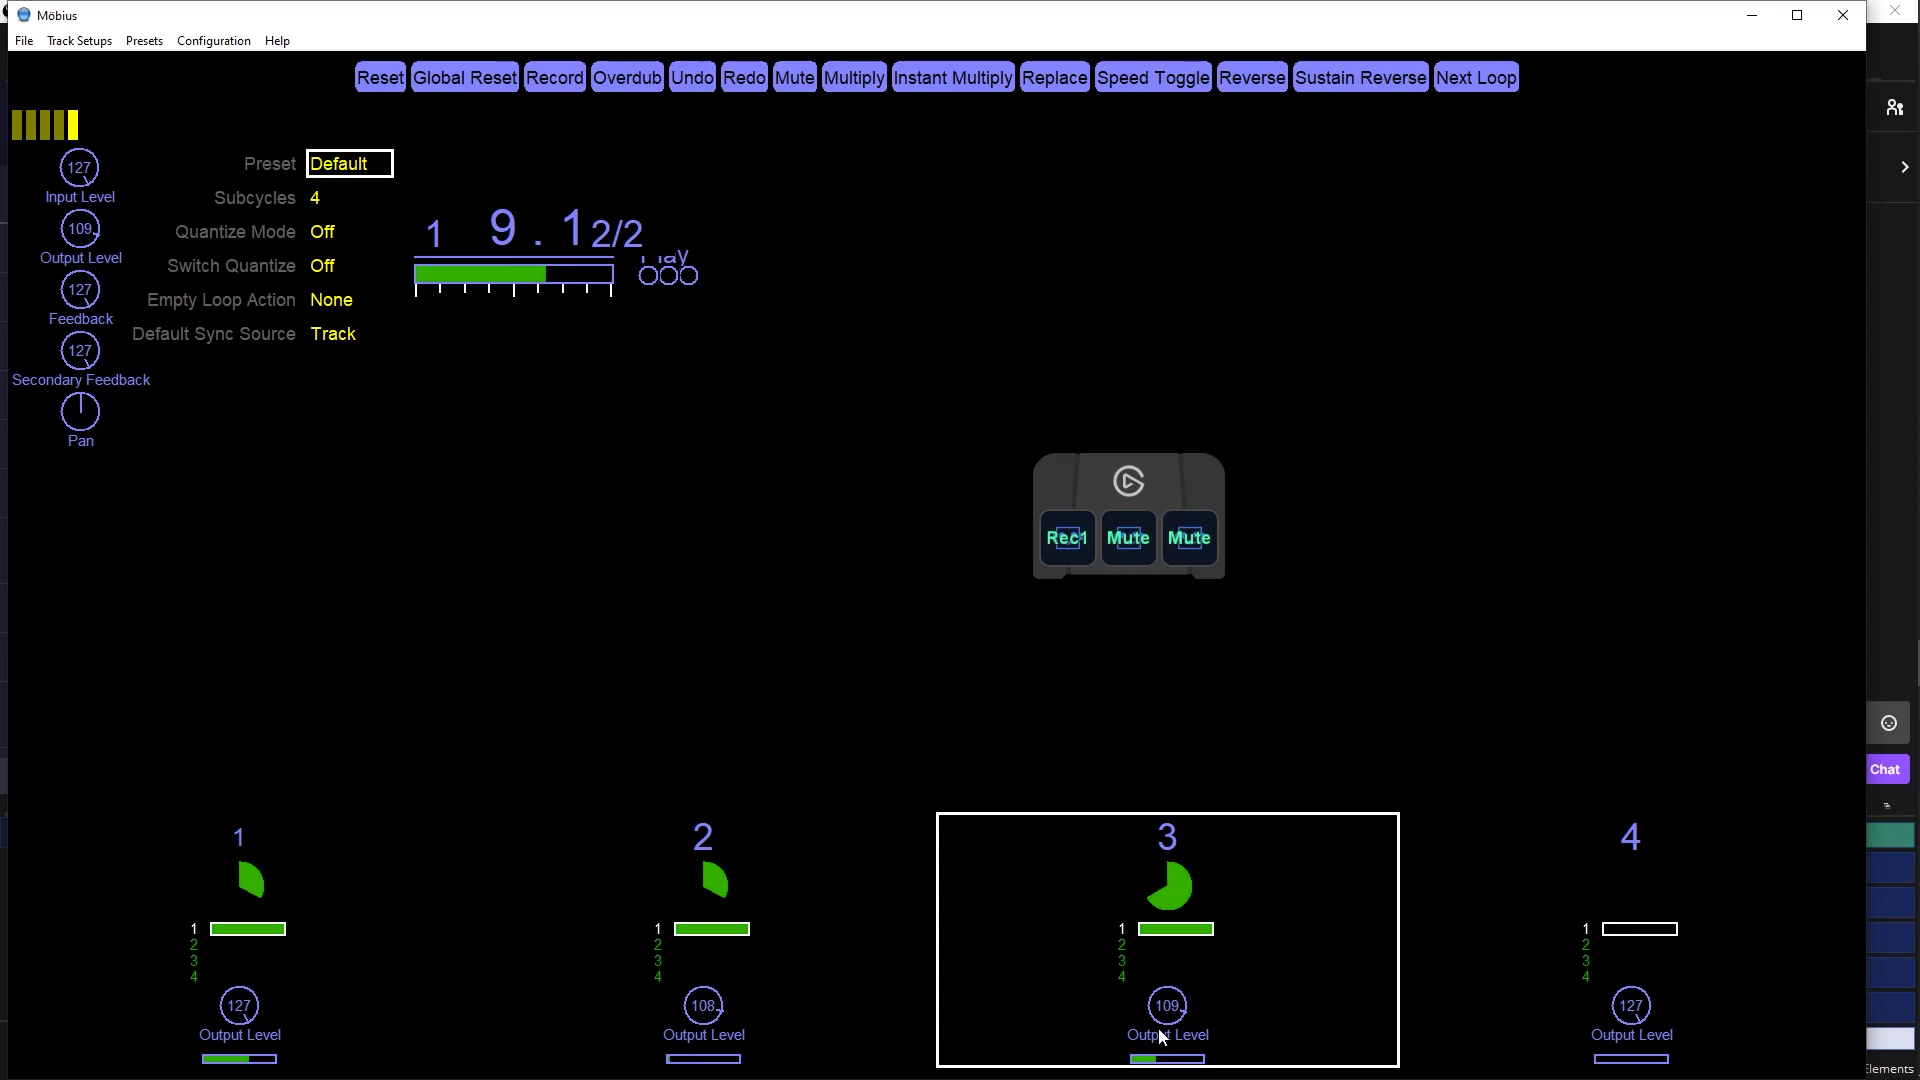 Möbius
File Track Setups Presets Configuration Help
Reset Global Reset Record Overdub Undo Redo Mute Multiply Instant Multiply Replace Speed Toggle Reverse Sustain Reverse Next Loop
127
Input Level
109
Output Level
127
Feedback
127
Secondary Feedback
Pan
Preset Default
Subcycles 4
Quantize Mode Off
Switch Quantize Off
Empty Loop Action None
Default Sync Source Track
1 9 . 1 2/2
Play
Rec1 Mute Mute
Chat
1 2 3 4
1 1 1 1
2 2 2 2
3 3 3 3
4 4 4 4
127 108 109 127
Output Level Output Level Output Level Output Level
Elements